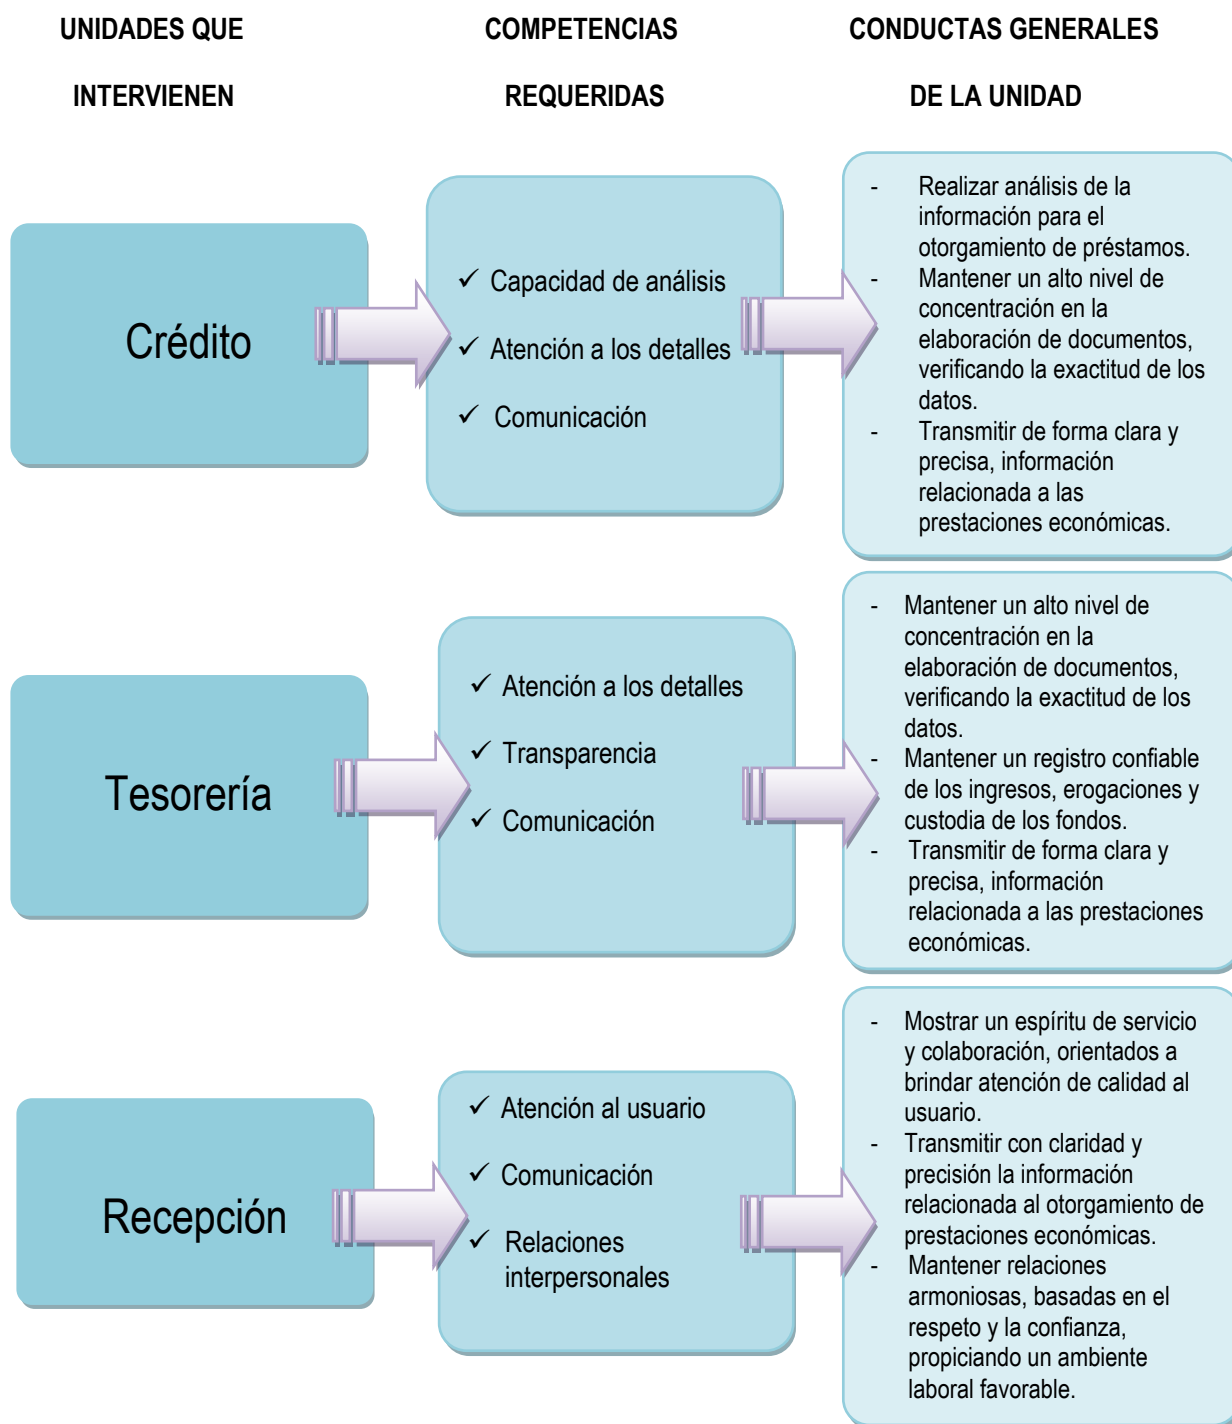 UNIDADES QUE
INTERVIENEN
COMPETENCIAS
REQUERIDAS
CONDUCTAS GENERALES
DE LA UNIDAD
Crédito
✓ Capacidad de análisis
✓ Atención a los detalles
✓ Comunicación
- Realizar análisis de la
información para el
otorgamiento de préstamos.
- Mantener un alto nivel de
concentración en la
elaboración de documentos,
verificando la exactitud de los
datos.
- Transmitir de forma clara y
precisa, información
relacionada a las
prestaciones económicas.
Tesorería
✓ Atención a los detalles
✓ Transparencia
✓ Comunicación
- Mantener un alto nivel de
concentración en la
elaboración de documentos,
verificando la exactitud de los
datos.
- Mantener un registro confiable
de los ingresos, erogaciones y
custodia de los fondos.
- Transmitir de forma clara y
precisa, información
relacionada a las prestaciones
económicas.
Recepción
✓ Atención al usuario
✓ Comunicación
✓ Relaciones
interpersonales
- Mostrar un espíritu de servicio
y colaboración, orientados a
brindar atención de calidad al
usuario.
- Transmitir con claridad y
precisión la información
relacionada al otorgamiento de
prestaciones económicas.
- Mantener relaciones
armoniosas, basadas en el
respeto y la confianza,
propiciando un ambiente
laboral favorable.